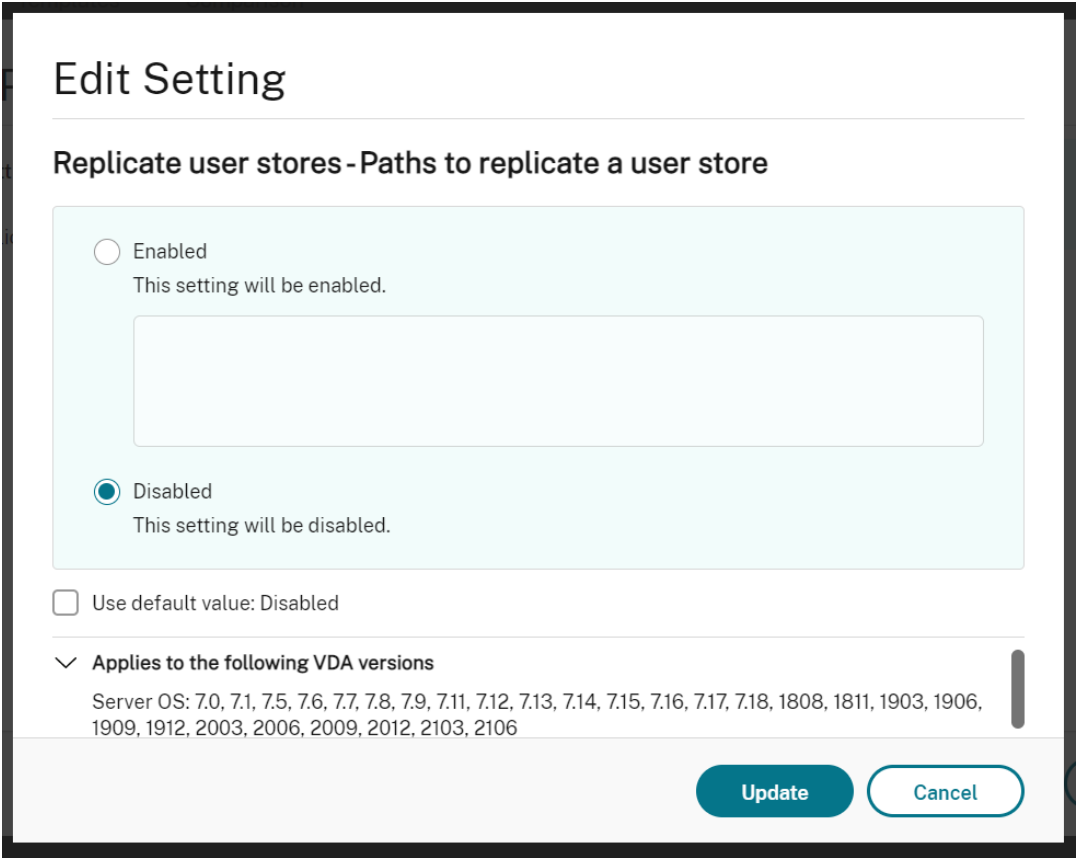 Edit Setting
Replicate user stores - Paths to replicate a user store
Enabled
This setting will be enabled.
Disabled
This setting will be disabled.
Use default value: Disabled
Applies to the following VDA versions
Server OS: 7.0, 7.1, 7.5, 7.6, 7.7, 7.8, 7.9, 7.11, 7.12, 7.13, 7.14, 7.15, 7.16, 7.17, 7.18, 1808, 1811, 1903, 1906,
1909, 1912, 2003, 2006, 2009, 2012, 2103, 2106
Update
Cancel